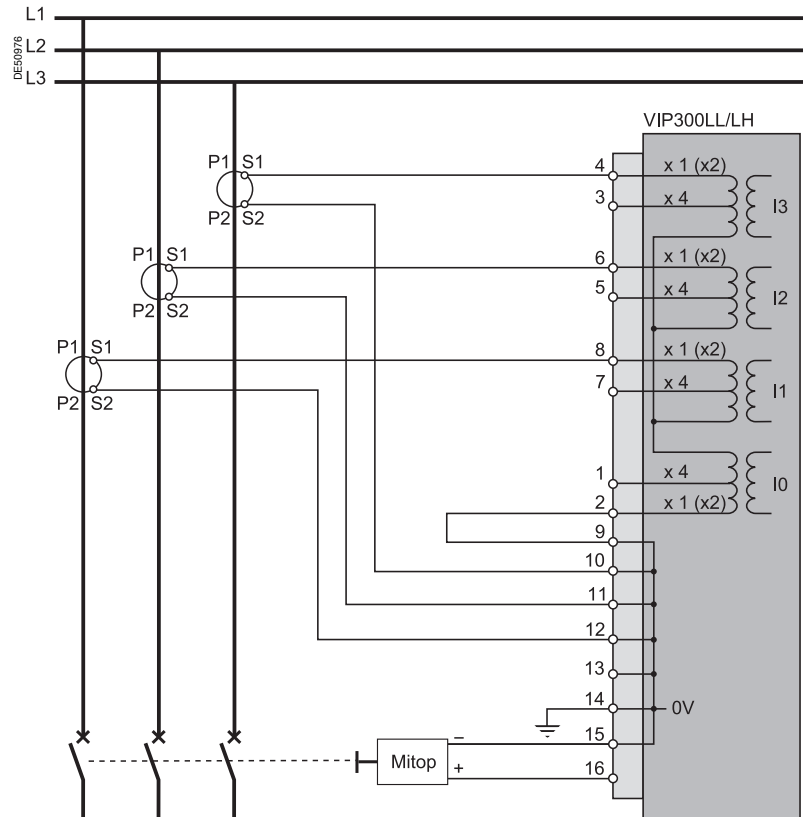 L1
DE50976
L2
L3
VIP300LL/LH
P1 S1
4
x 1 (x2)
3
x 4
I3
P2 S2
P1 S1
6
x 1 (x2)
5
x 4
I2
P2 S2
P1 S1
8
x 1 (x2)
7
x 4
I1
P2 S2
1
x 4
I0
2
x 1 (x2)
9
10
11
12
13
14
0V
15
–
Mitop
+
16